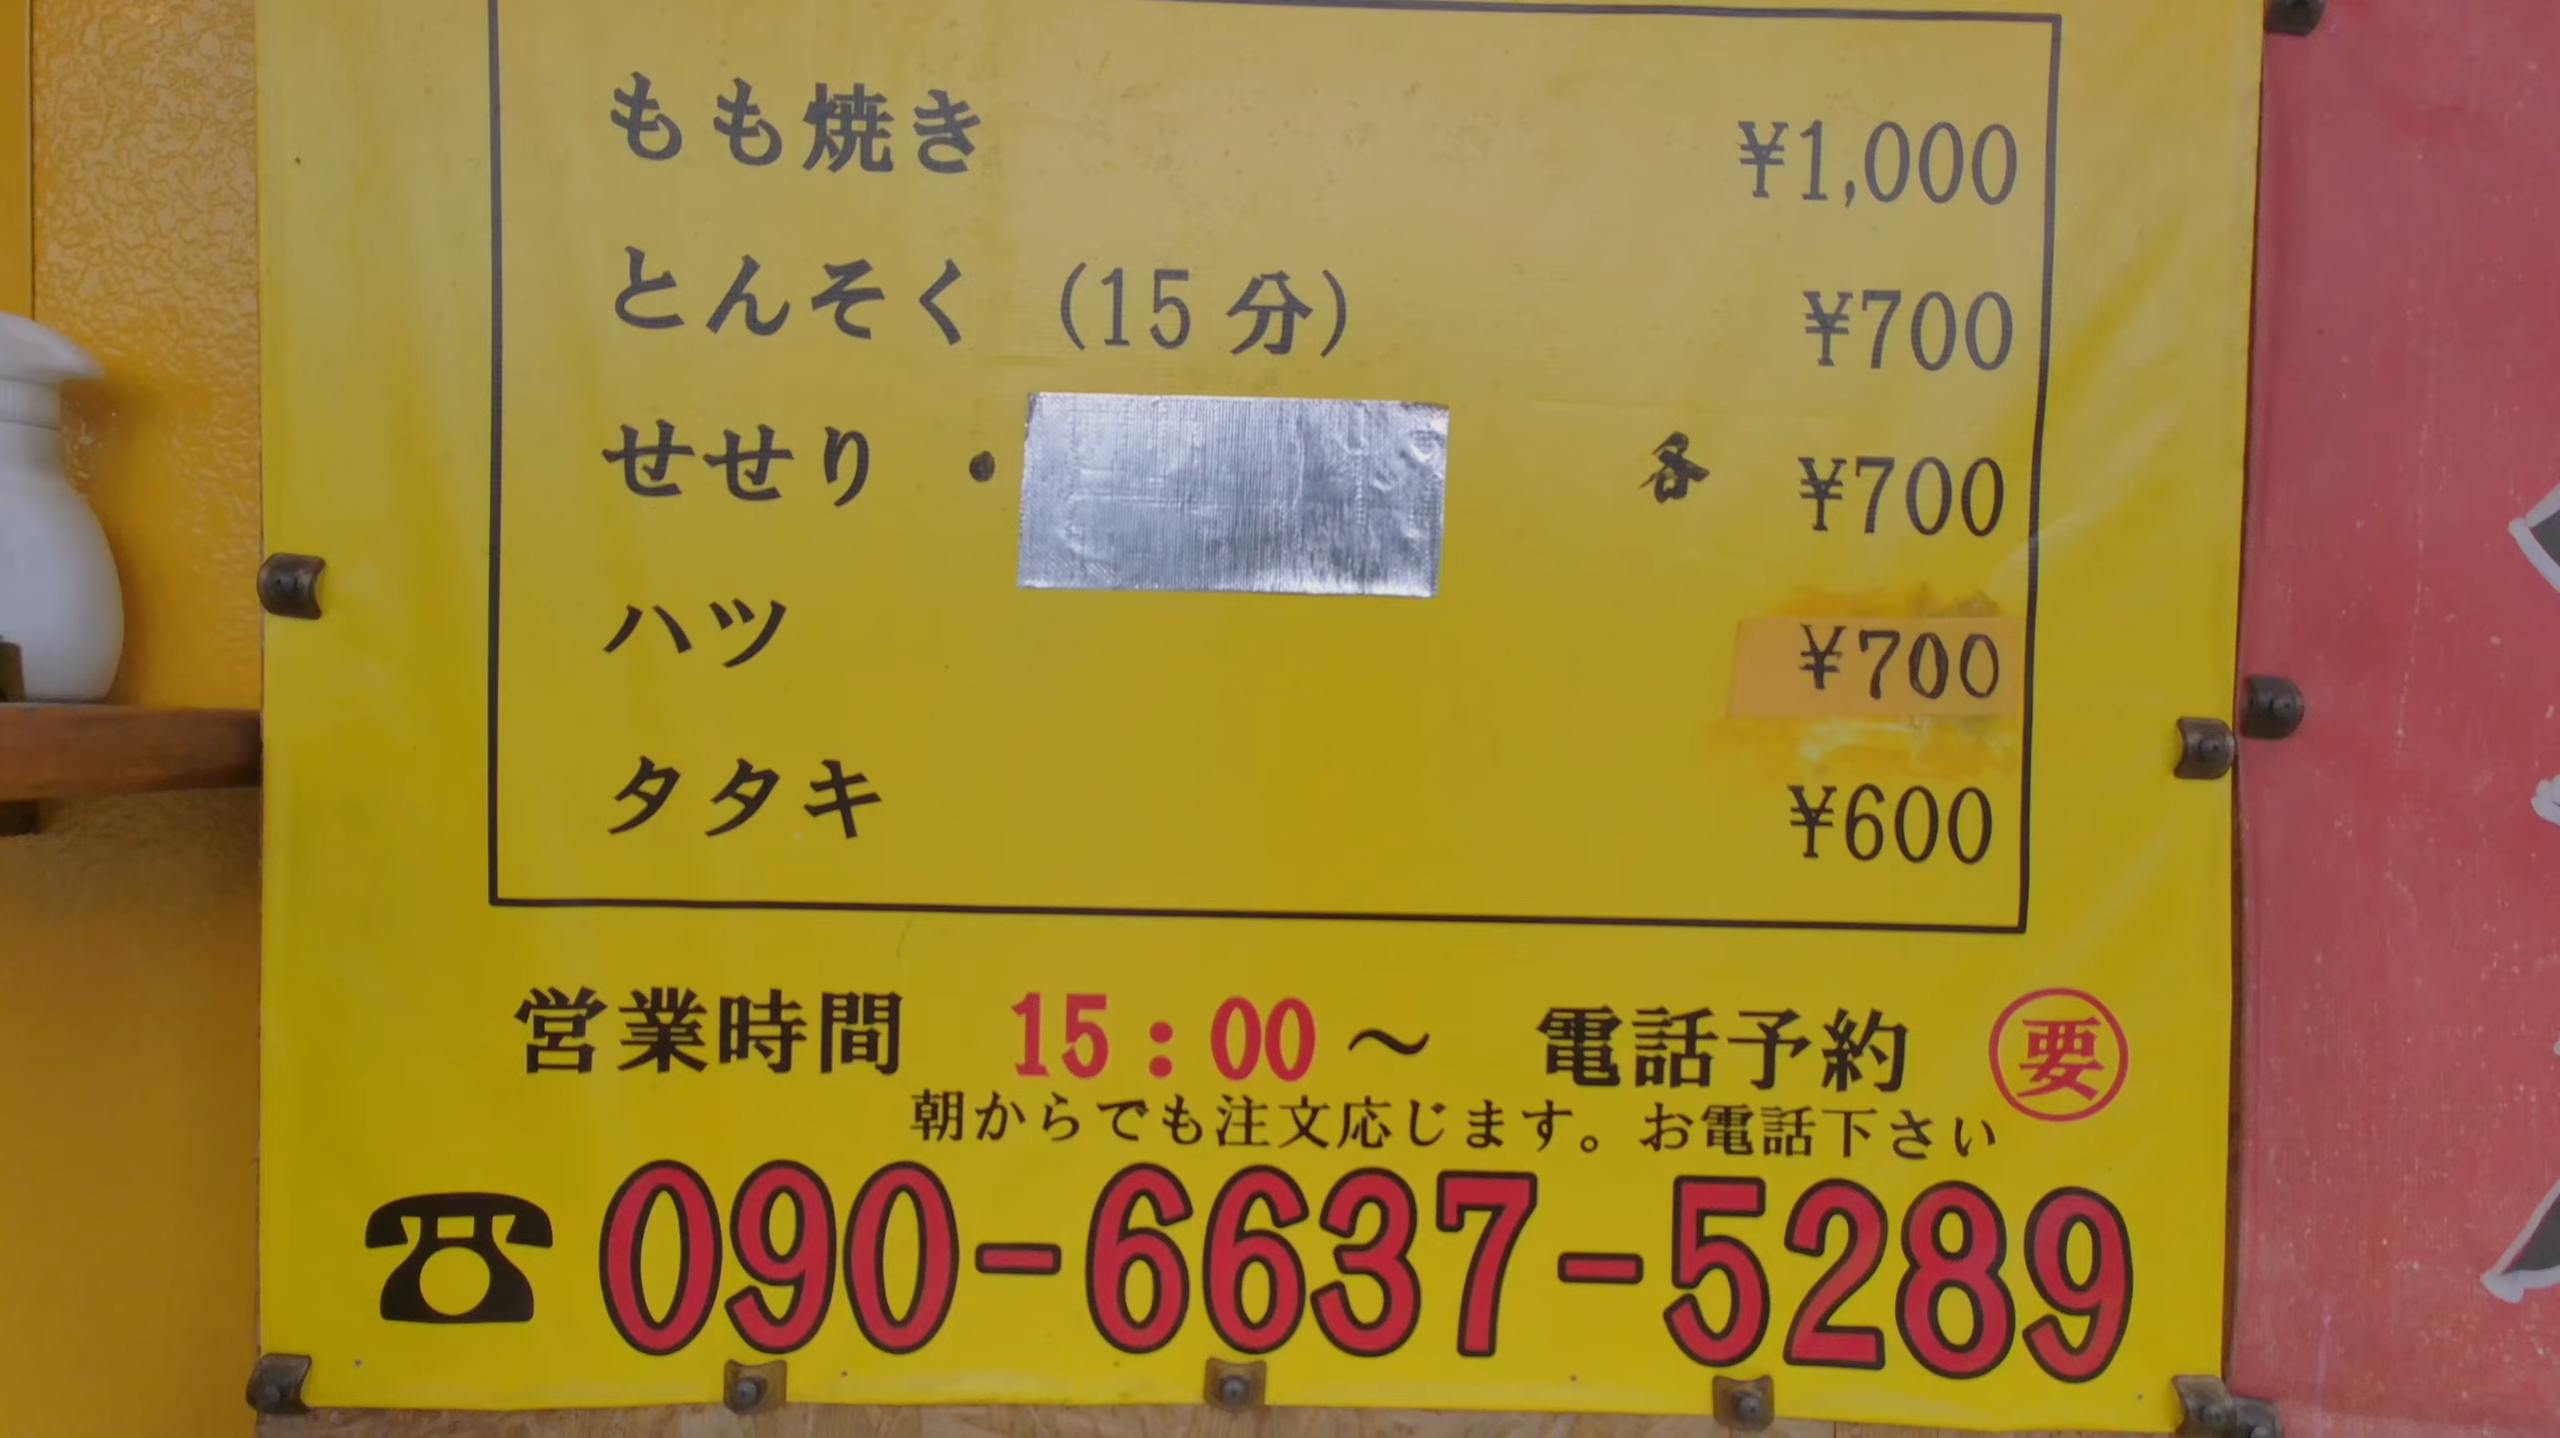 もも焼き ¥1,000
とんそく (15分) ¥700
せせり ・ 各 ¥700
ハツ ¥700
タタキ ¥600
営業時間 15:00～ 電話予約 要
朝からでも注文応じます。お電話下さい
☎090-6637-5289